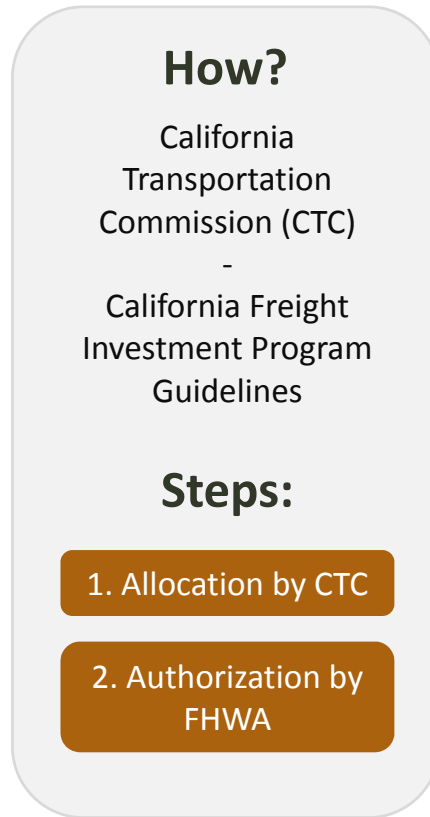 How?
California
Transportation
Commission (CTC)
-
California Freight
Investment Program
Guidelines
Steps:
1. Allocation by CTC
2. Authorization by
FHWA